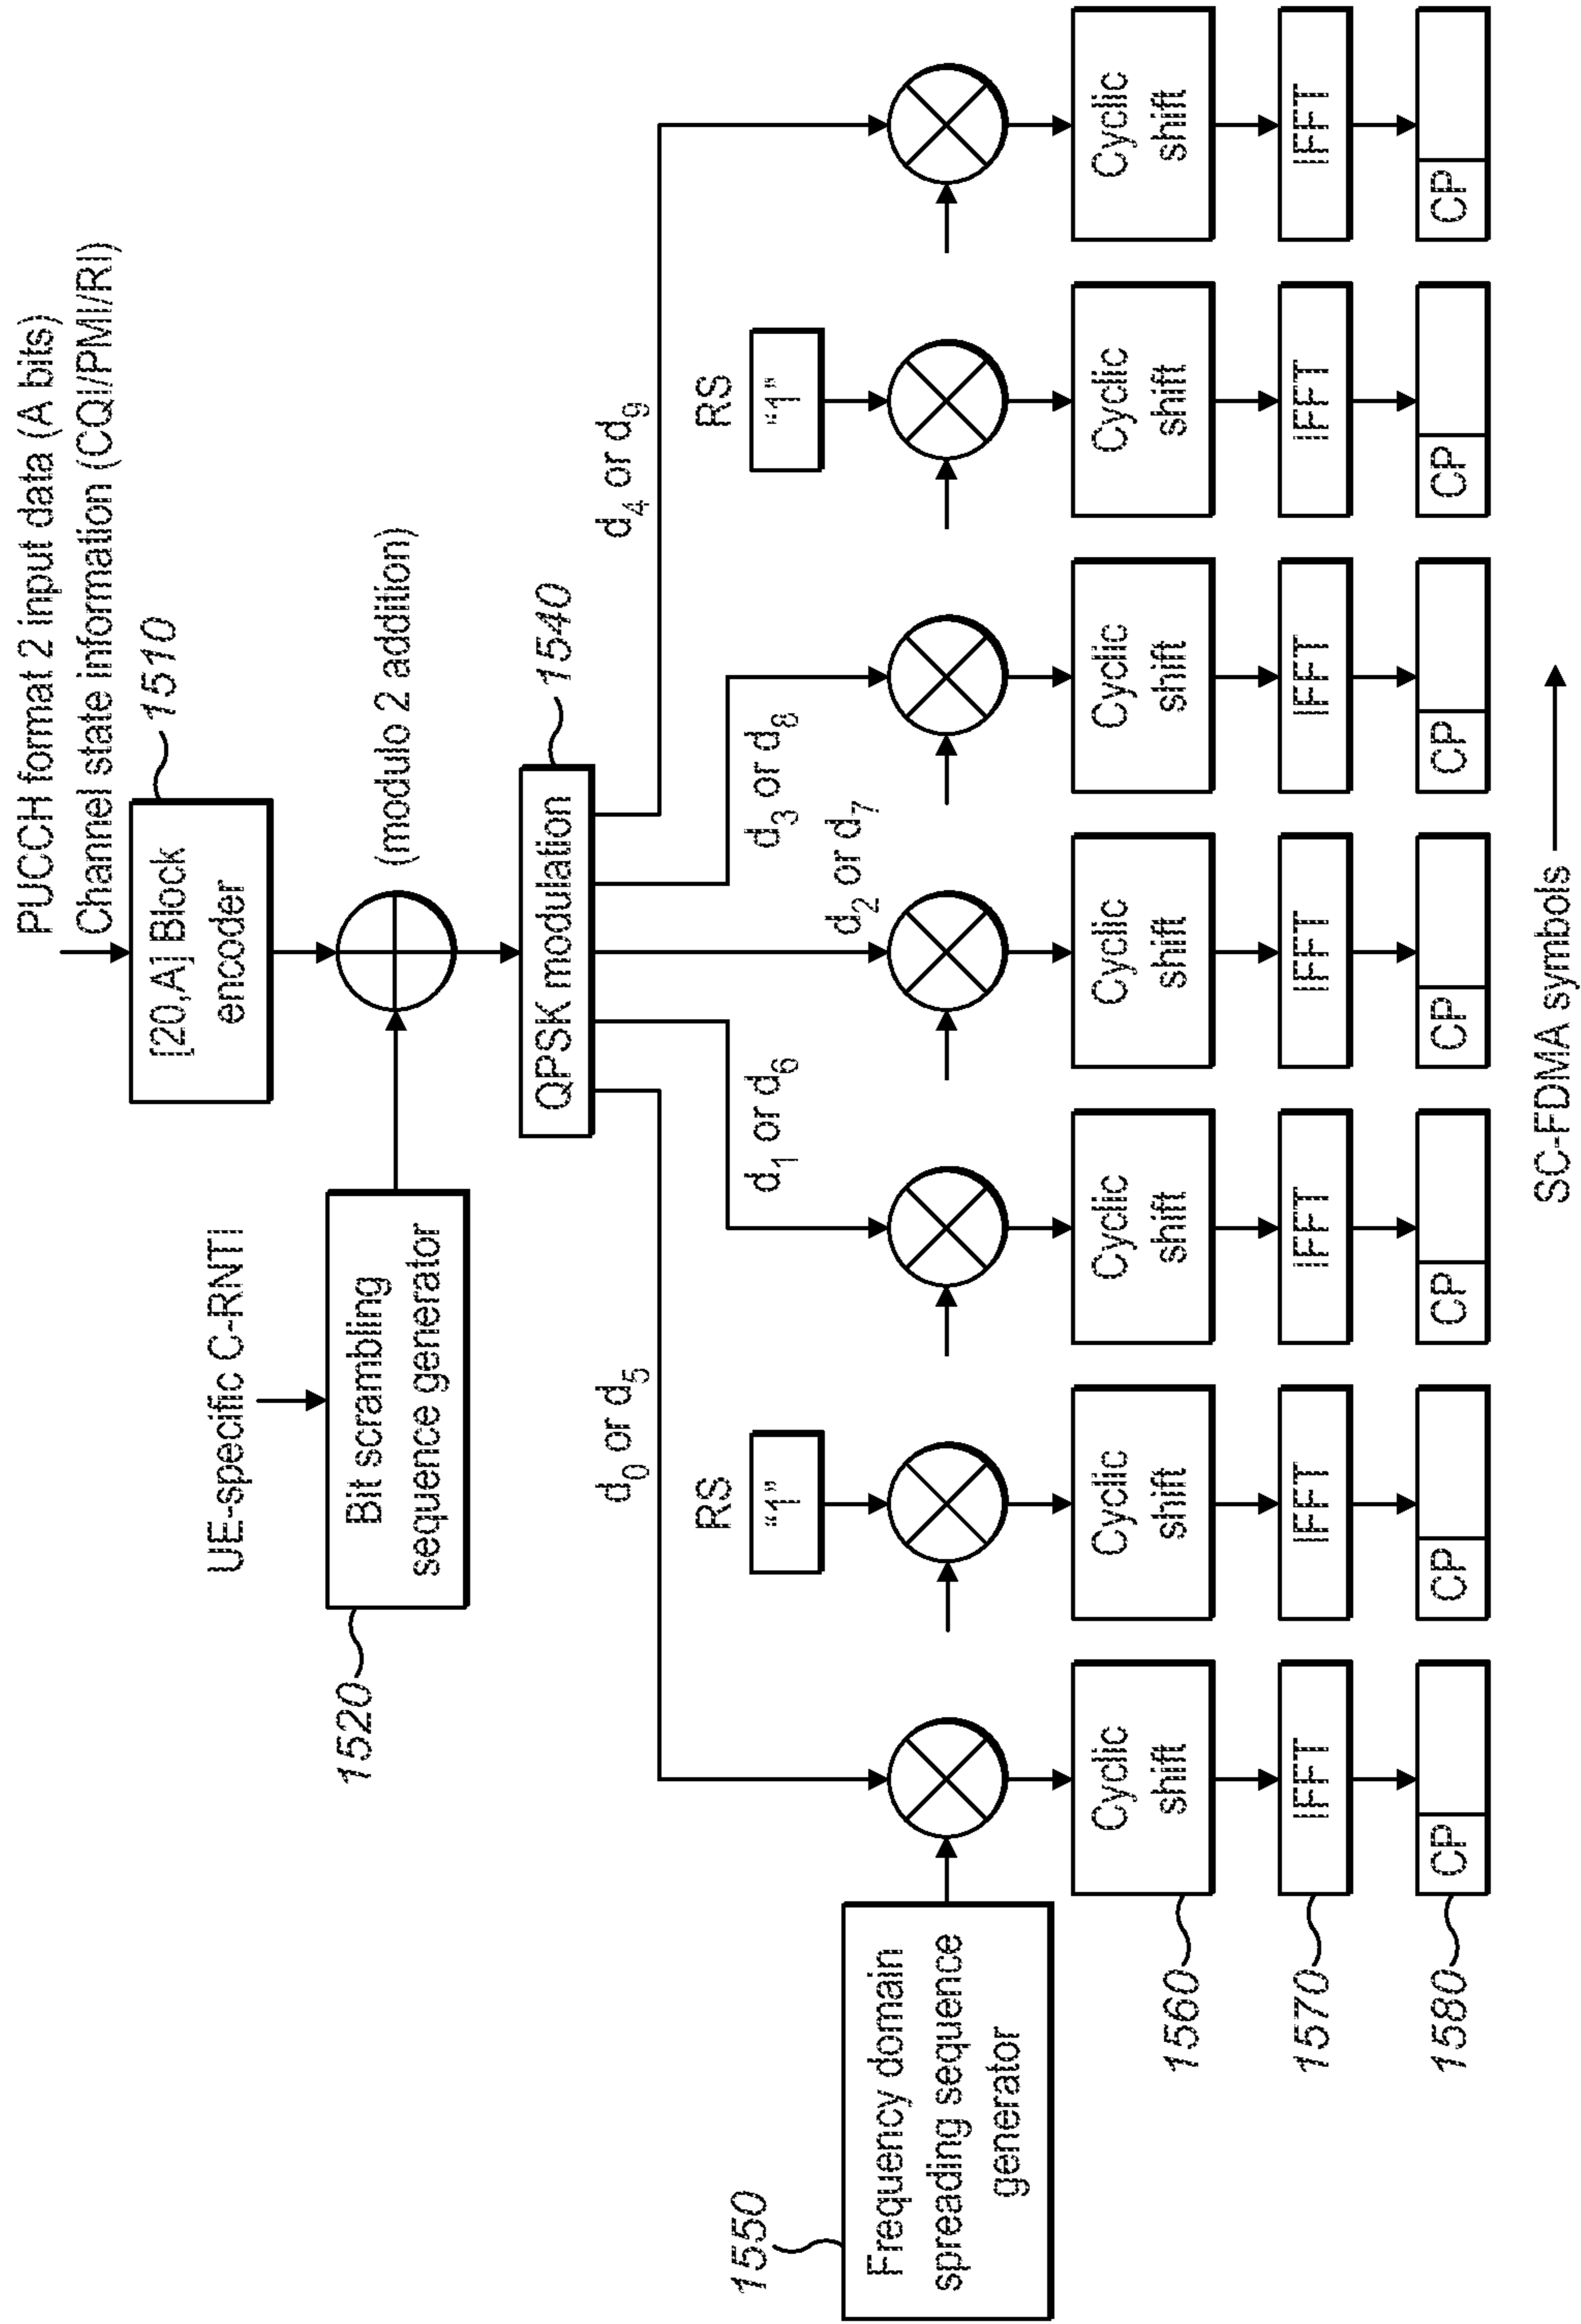 PUCCH format 2 input data (A bits)
Channel state information (CQI/PMI/RI)
1510
[20,A] Block
encoder
UE-specific C-RNTI
(modulo 2 addition)
1520
Bit scrambling
sequence generator
1540
QPSK modulation
d0 or d5
d4 or d9
d1 or d6
d3 or d8
d2 or d7
RS
"1"
RS
"1"
1550
Frequency domain
spreading sequence
generator
1560
Cyclic
shift
Cyclic
shift
Cyclic
shift
Cyclic
shift
Cyclic
shift
Cyclic
shift
Cyclic
shift
1570
IFFT
IFFT
IFFT
IFFT
IFFT
IFFT
IFFT
1580
CP
CP
CP
CP
CP
CP
CP
SC-FDMA symbols